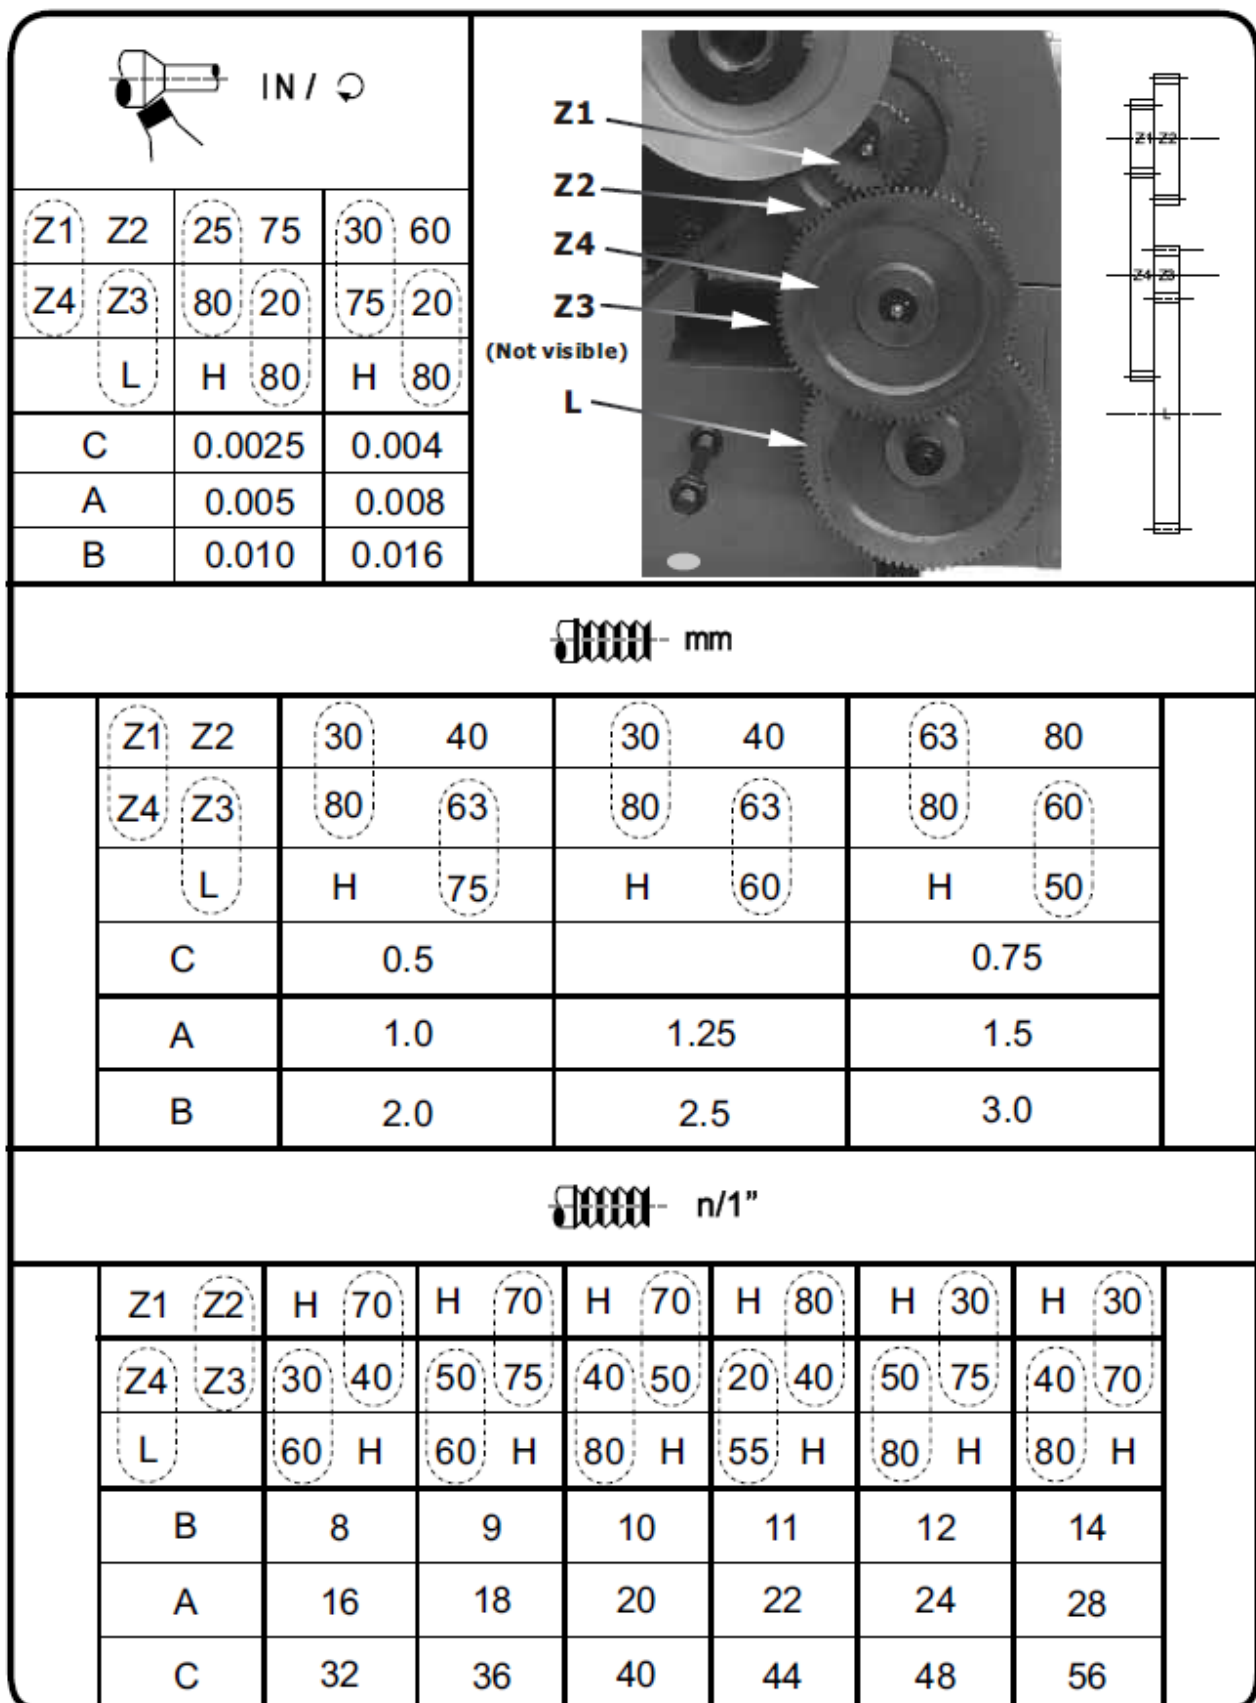 IN /
Z1 Z2 25 75 30 60
Z4 Z3 80 20 75 20
L H 80 H 80
C 0.0025 0.004
A 0.005 0.008
B 0.010 0.016
Z1
Z2
Z4
Z3
(Not visible)
L
Z1 Z2
Z4 Z3
L
mm
Z1 Z2 30 40 30 40 63 80
Z4 Z3 80 63 80 63 80 60
L H 75 H 60 H 50
C 0.5 0.75
A 1.0 1.25 1.5
B 2.0 2.5 3.0
n/1”
Z1 Z2 H 70 H 70 H 70 H 80 H 30 H 30
Z4 Z3 30 40 50 75 40 50 20 40 50 75 40 70
L 60 H 60 H 80 H 55 H 80 H 80 H
B 8 9 10 11 12 14
A 16 18 20 22 24 28
C 32 36 40 44 48 56